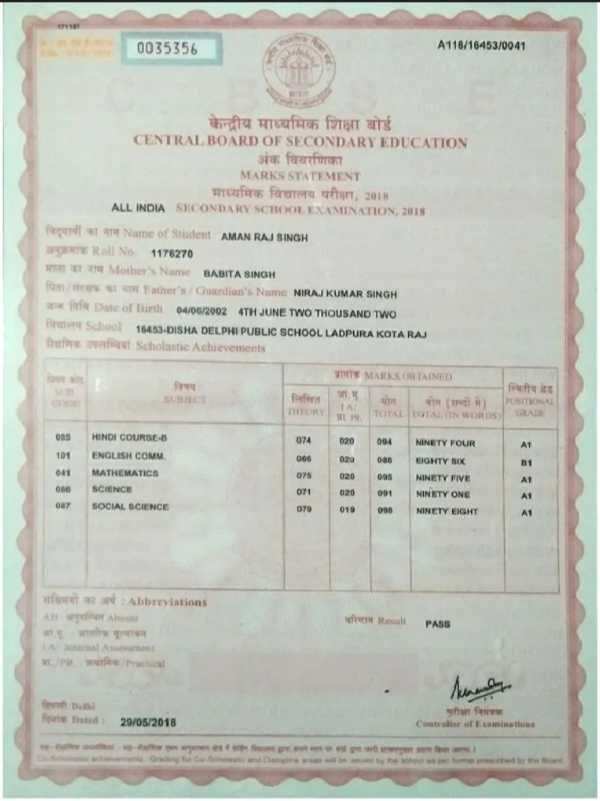 0035356
A118/16453/0041
केन्द्रीय माध्यमिक शिक्षा बोर्ड
CENTRAL BOARD OF SECONDARY EDUCATION
अंक विवरणिका
MARKS STATEMENT
माध्यमिक विद्यालय परीक्षा, 2018
ALL INDIA SECONDARY SCHOOL EXAMINATION, 2018
विद्यार्थी का नाम Name of Student AMAN RAJ SINGH
अनुक्रमांक Roll No. 1176270
माता का नाम Mother's Name BABITA SINGH
पिता/संरक्षक का नाम Father's / Guardian's Name NIRAJ KUMAR SINGH
जन्म तिथि Date of Birth 04/06/2002 4TH JUNE TWO THOUSAND TWO
विद्यालय School 16453-DISHA DELPHI PUBLIC SCHOOL LADPURA KOTA RAJ
शैक्षणिक उपलब्धियां Scholastic Achievements
विषय कोड SUB CODE विषय SUBJECT प्राप्तांक MARKS OBTAINED स्थितीय ग्रेड POSITIONAL GRADE
लिखित THEORY आ.मू. IA/ प्रा. PR. योग TOTAL योग (शब्दों में) TOTAL (IN WORDS)
085 HINDI COURSE-B 074 020 094 NINETY FOUR A1
101 ENGLISH COMM. 066 020 086 EIGHTY SIX B1
041 MATHEMATICS 075 020 095 NINETY FIVE A1
086 SCIENCE 071 020 091 NINETY ONE A1
087 SOCIAL SCIENCE 079 019 098 NINETY EIGHT A1
संक्षिप्तियों का अर्थ : Abbreviations
AB : अनुपस्थित Absent परिणाम Result PASS
आ.मू. : आंतरिक मूल्यांकन
IA: Internal Assessment
प्रा./PR. : प्रायोगिक/Practical
दिल्ली Delhi
दिनांक Dated : 29/05/2018
परीक्षा नियंत्रक
Controller of Examinations
Co-Scholastic achievements : Grading for Co-Scholastic and Discipline areas will be issued by the school as per format prescribed by the Board.